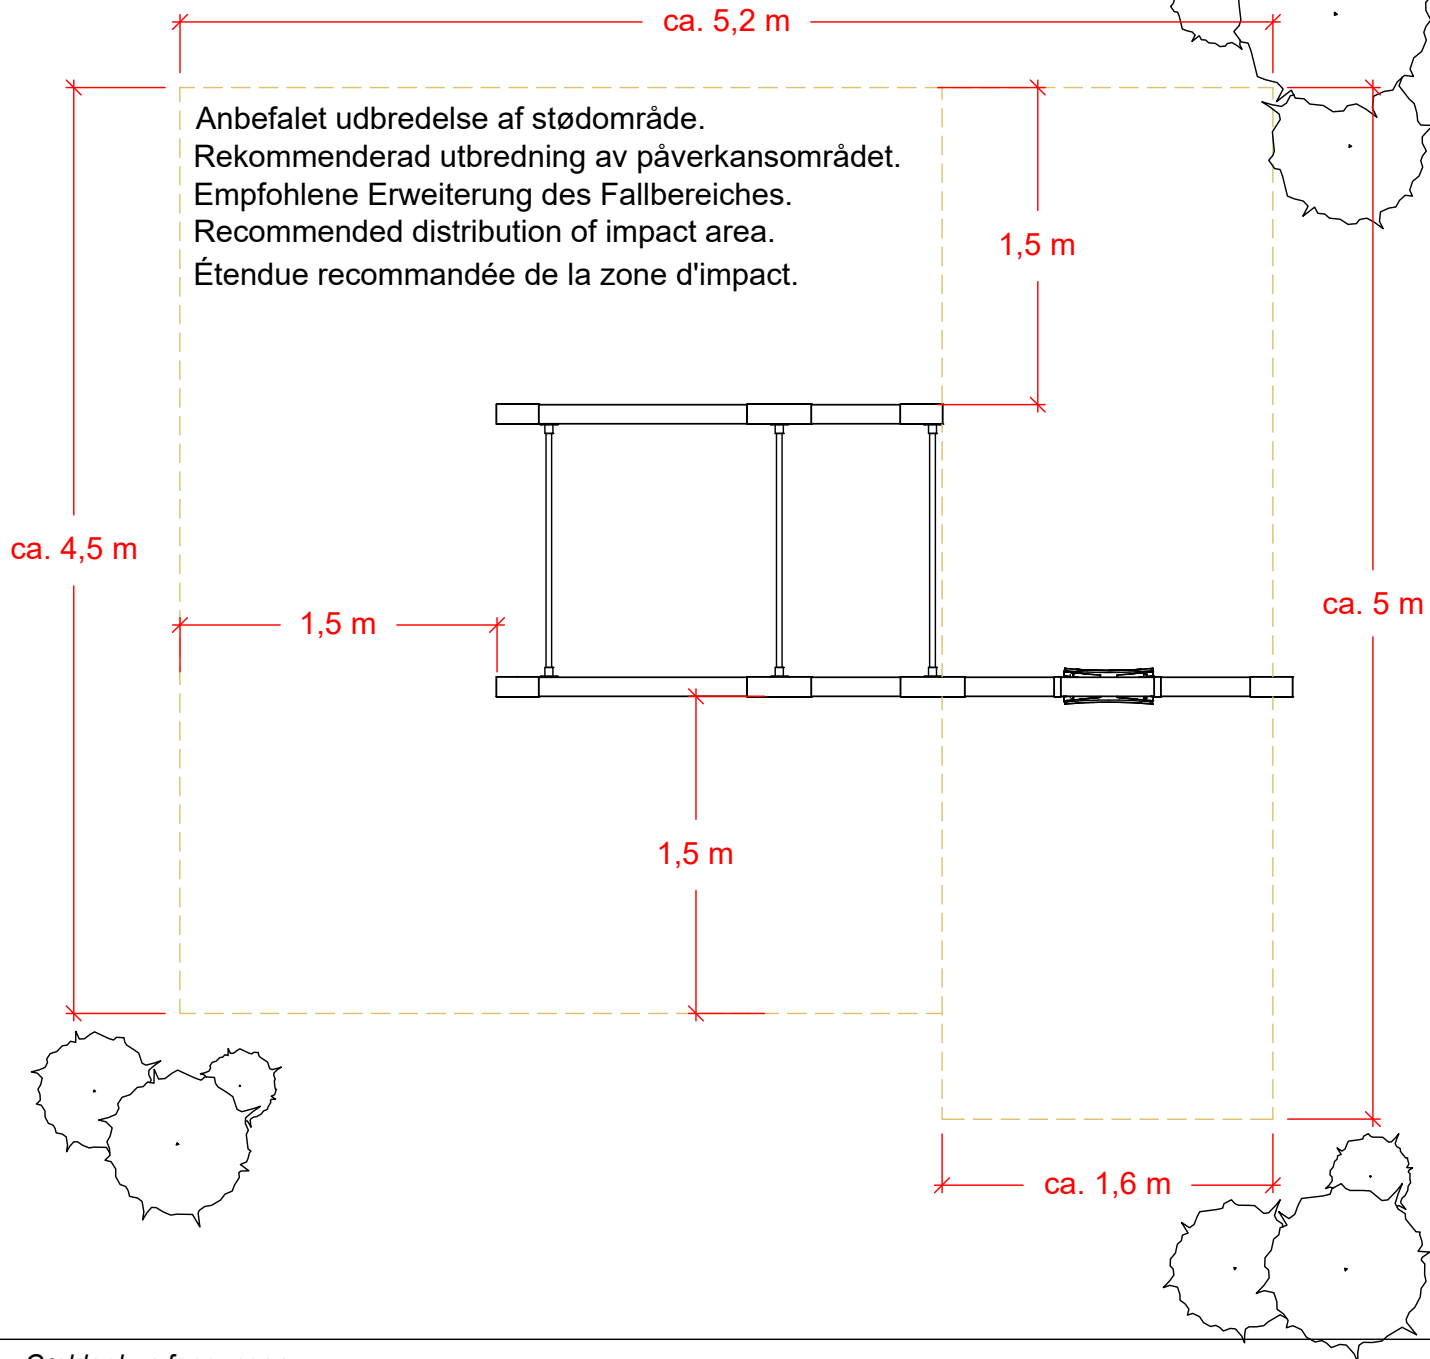 ca. 5,2 m
Anbefalet udbredelse af stødområde.
Rekommenderad utbredning av påverkansområdet.
Empfohlene Erweiterung des Fallbereiches.
Recommended distribution of impact area.
Étendue recommandée de la zone d'impact.
1,5 m
ca. 4,5 m
1,5 m
ca. 5 m
1,5 m
ca. 1,6 m